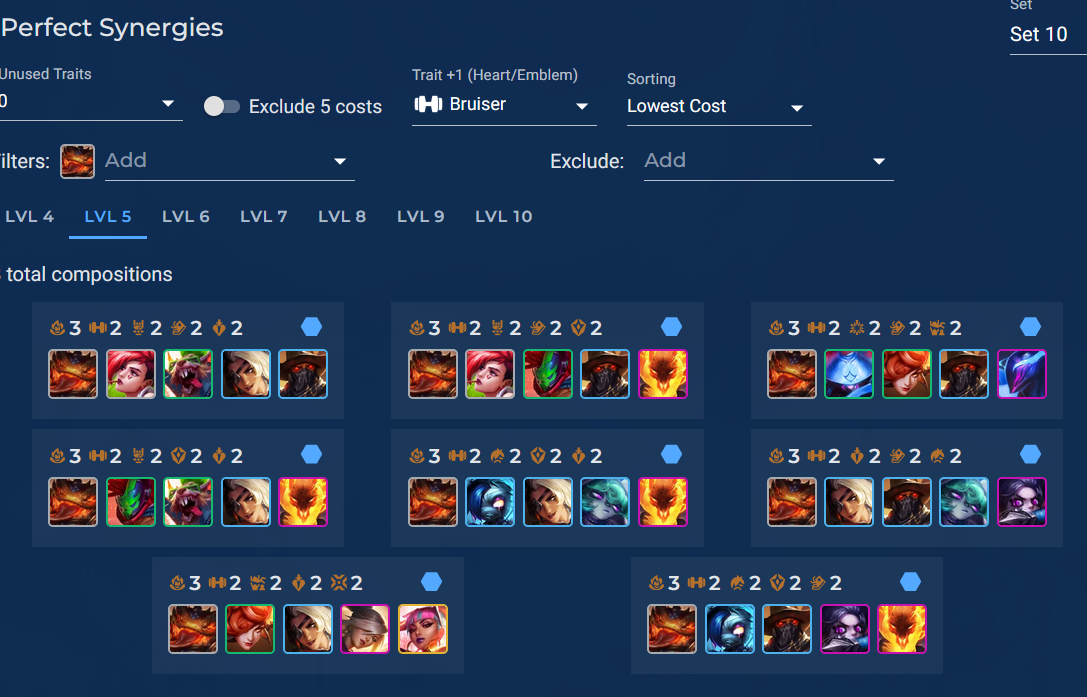 Perfect Synergies
Set
Set 10
Unused Traits
0
Exclude 5 costs
Trait +1 (Heart/Emblem)
Bruiser
Sorting
Lowest Cost
ilters:
Add
Exclude:
Add
LVL 4 LVL 5 LVL 6 LVL 7 LVL 8 LVL 9 LVL 10
total compositions
3 2 2 2 2
3 2 2 2 2
3 2 2 2 2
3 2 2 2 2
3 2 2 2 2
3 2 2 2 2
3 2 2 2 2
3 2 2 2 2